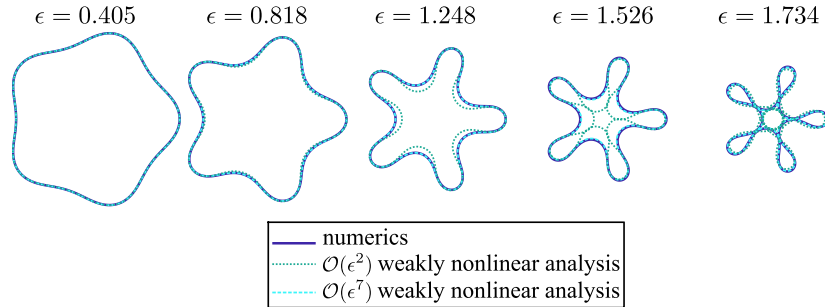 ϵ = 0.405 ϵ = 0.818 ϵ = 1.248 ϵ = 1.526 ϵ = 1.734
numerics
𝒪(ϵ²) weakly nonlinear analysis
𝒪(ϵ⁷) weakly nonlinear analysis